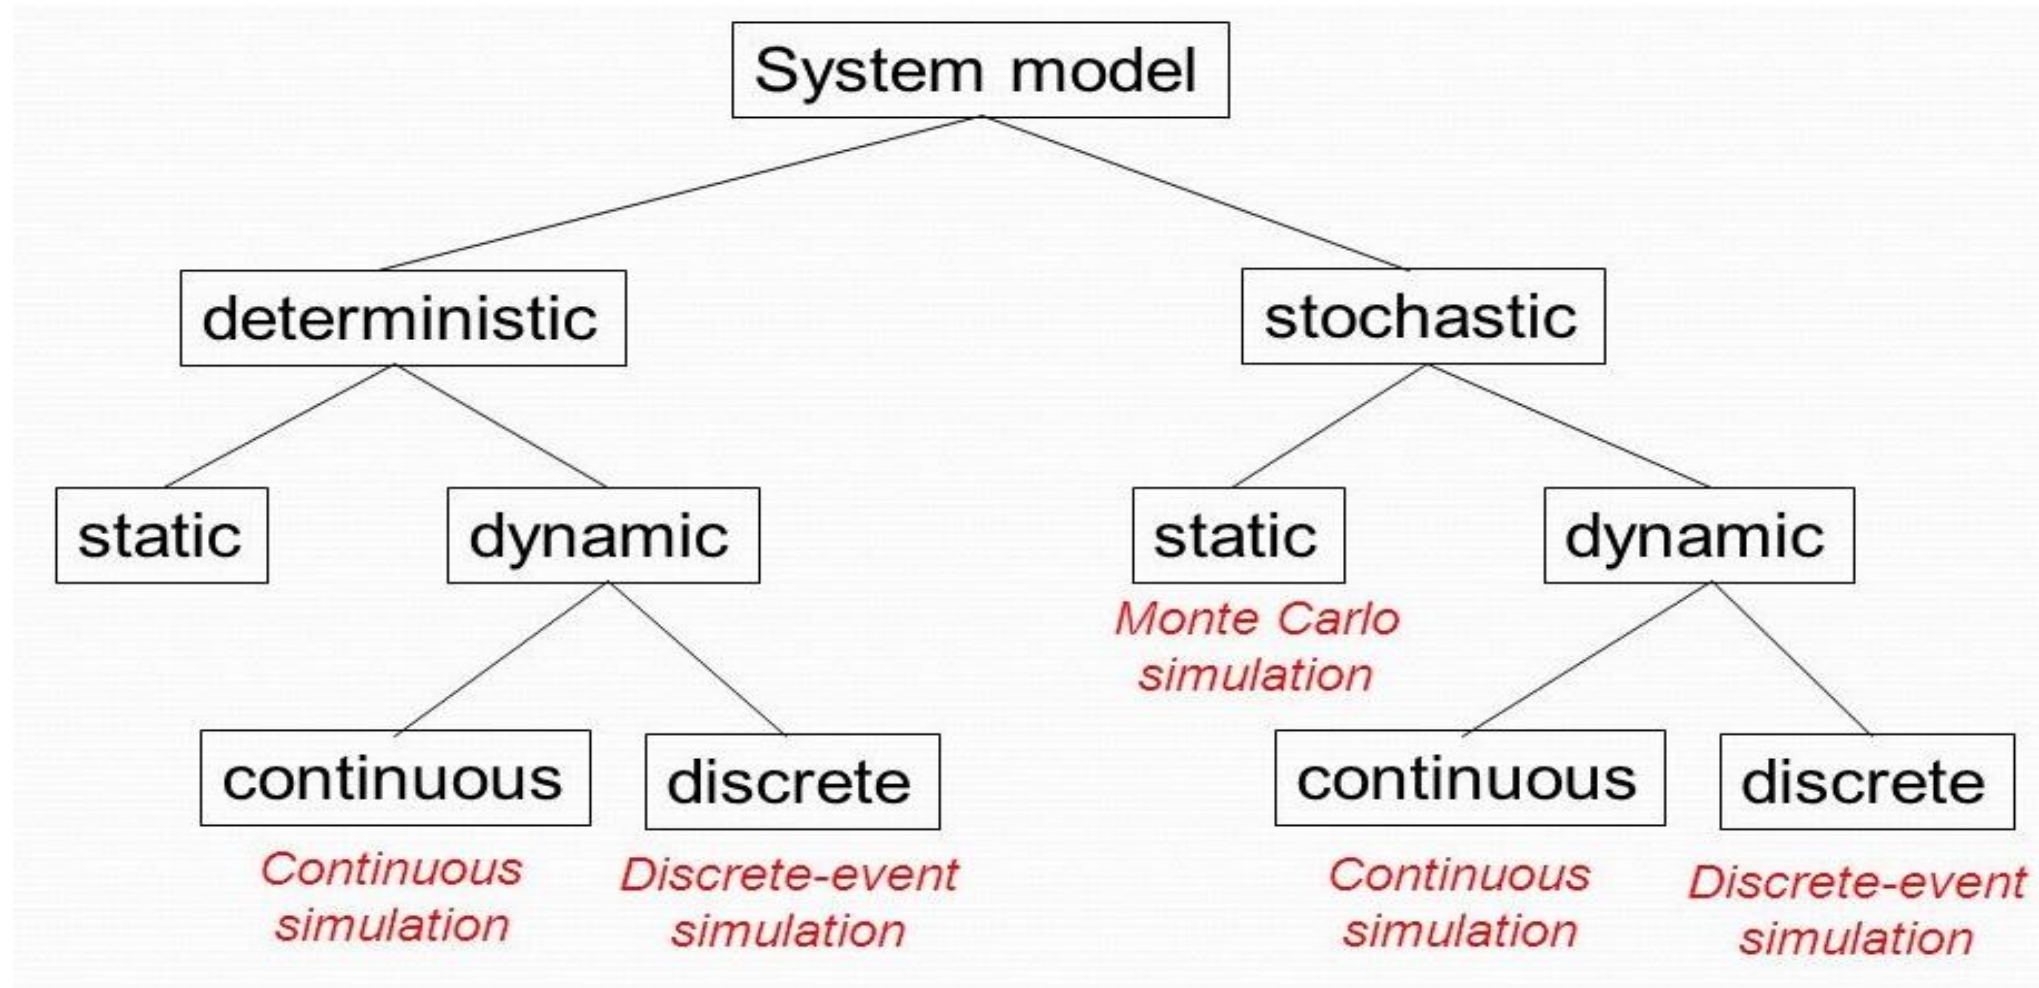 System model
deterministic
stochastic
static
dynamic
static
dynamic
Monte Carlo
simulation
continuous
discrete
continuous
discrete
Continuous
simulation
Discrete-event
simulation
Continuous
simulation
Discrete-event
simulation